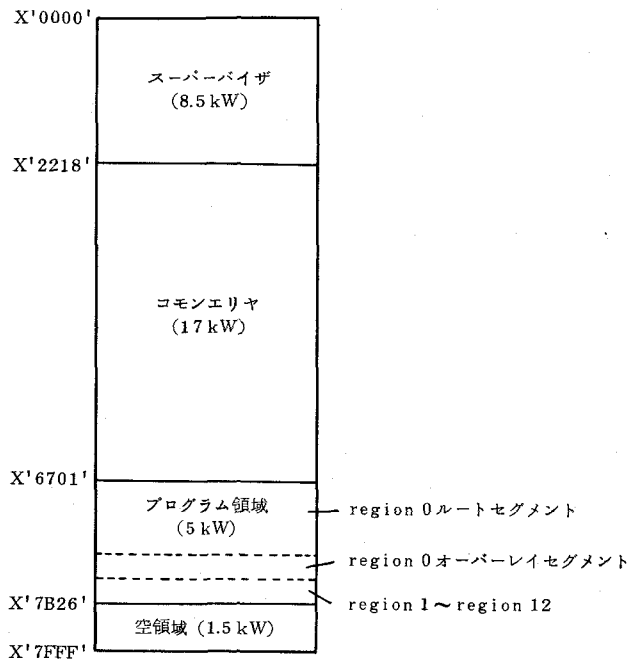 X'0000'
スーパーバイザ
(8.5 kW)
X'2218'
コモンエリヤ
(17 kW)
X'6701'
プログラム領域
(5 kW)
region 0ルートセグメント
region 0オーバーレイセグメント
region 1～region 12
X'7B26'
空領域 (1.5 kW)
X'7FFF'